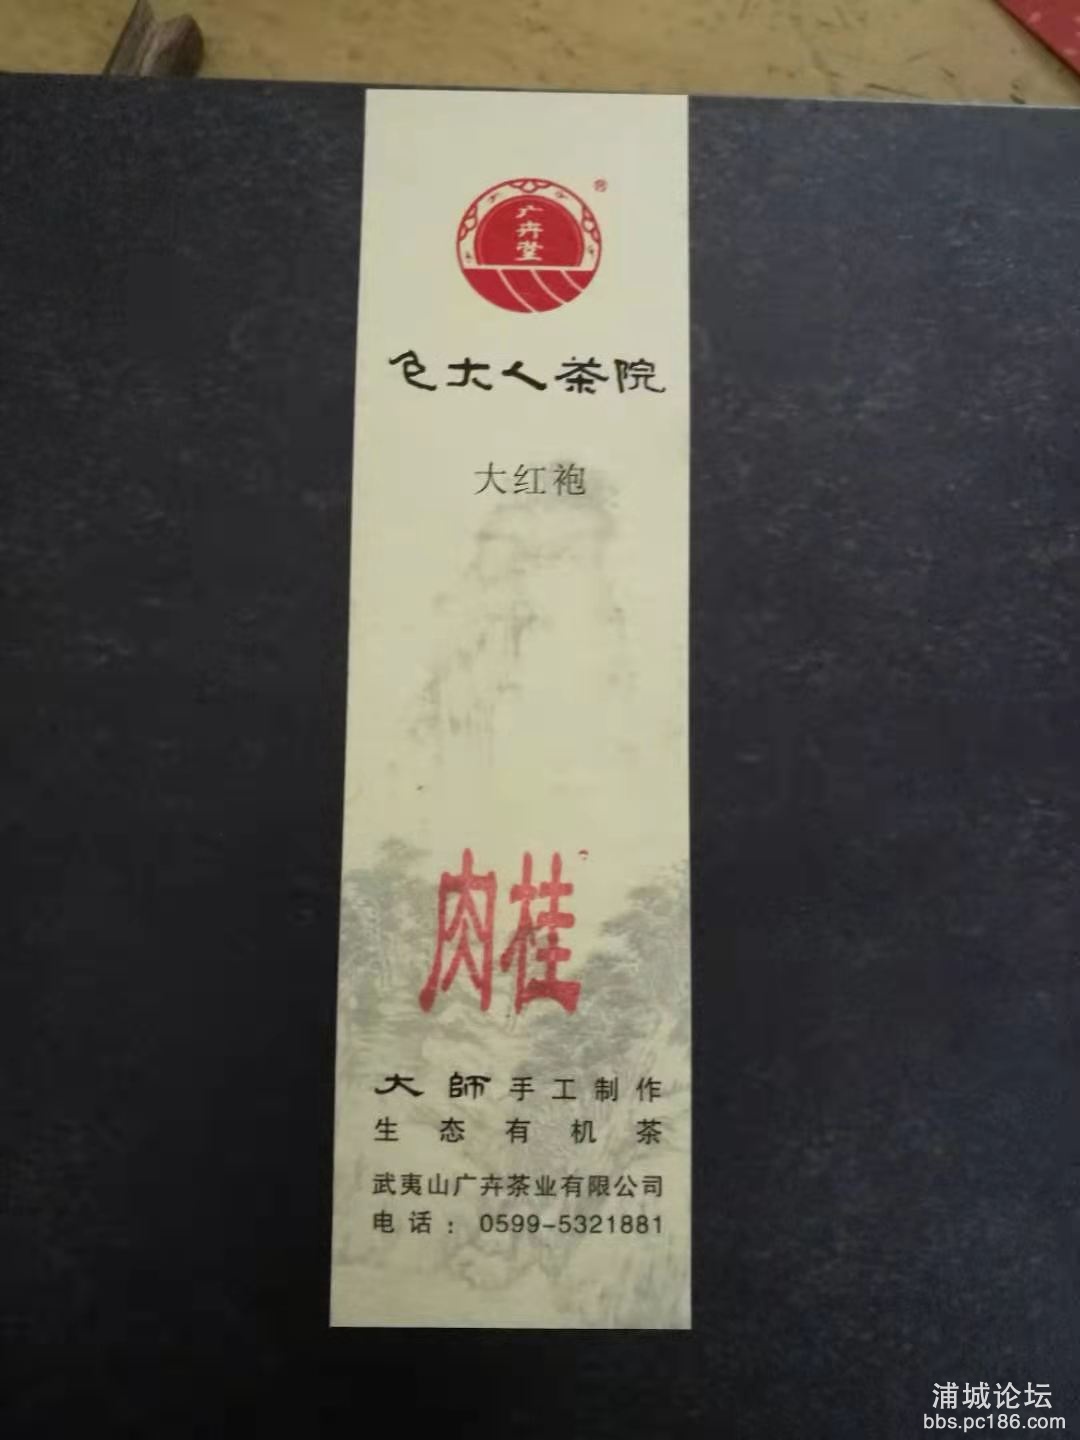 广卉堂
®
仓大人茶院
大红袍
肉桂
大師手工制作
生态有机茶
武夷山广卉茶业有限公司
电话：0599-5321881
浦城论坛
bbs.pc186.com